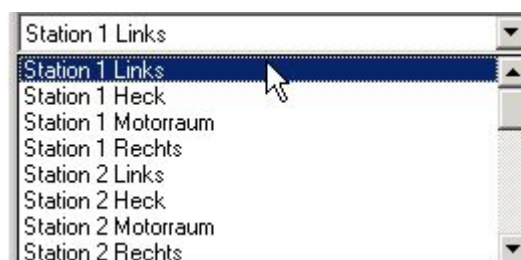 Station 1 Links
Station 1 Links
Station 1 Heck
Station 1 Motorraum
Station 1 Rechts
Station 2 Links
Station 2 Heck
Station 2 Motorraum
Station 2 Rechts